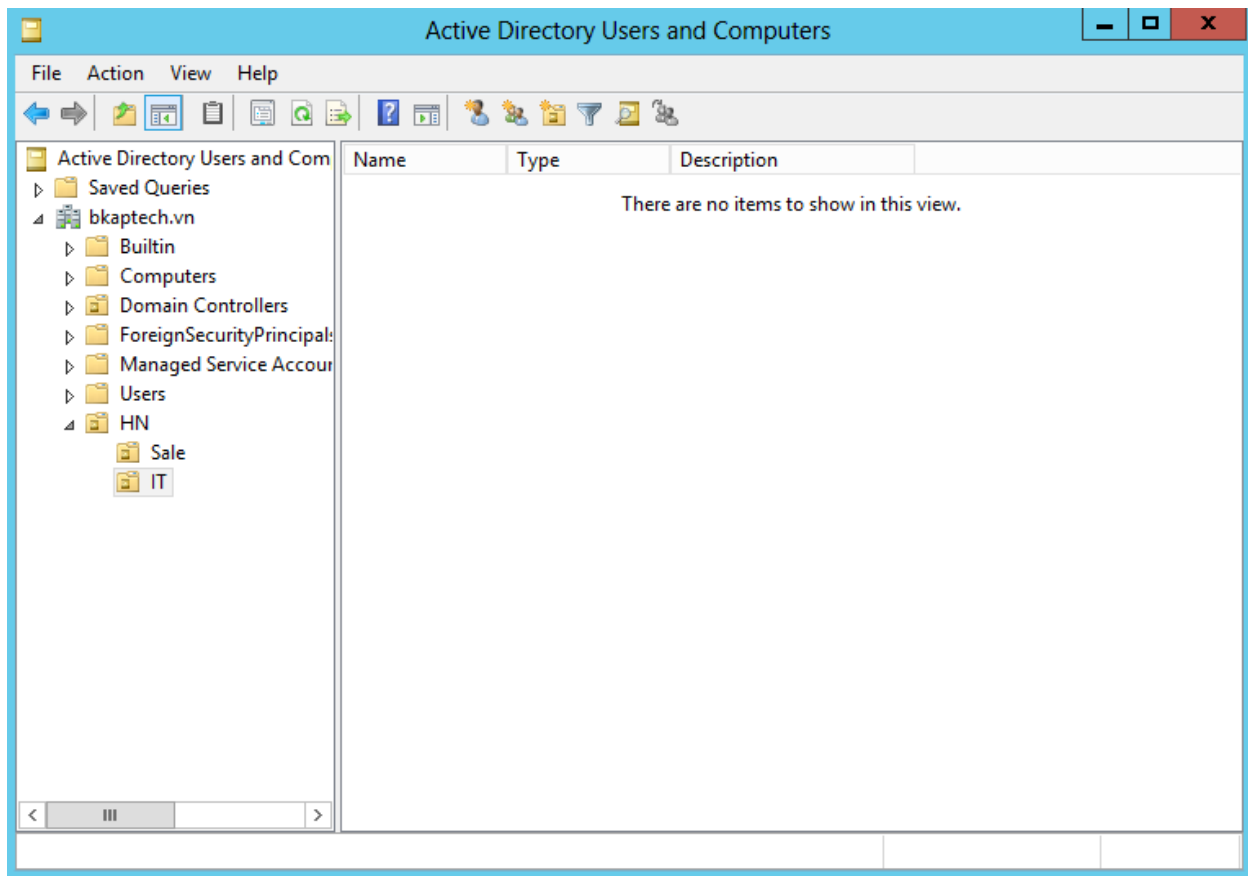 Active Directory Users and Computers
File Action View Help
Active Directory Users and Com
Name Type Description
Saved Queries
There are no items to show in this view.
bkaptech.vn
Builtin
Computers
Domain Controllers
ForeignSecurityPrincipals
Managed Service Accour
Users
HN
Sale
IT